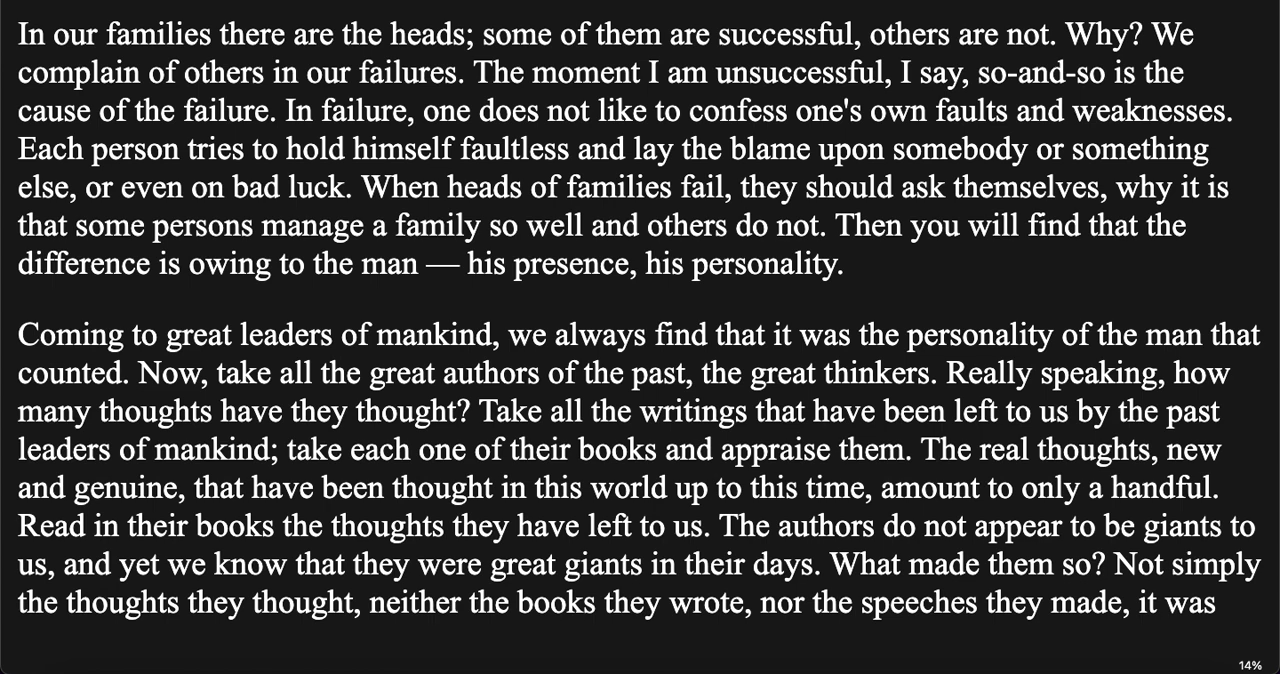 In our families there are the heads; some of them are successful, others are not. Why? We
complain of others in our failures. The moment I am unsuccessful, I say, so-and-so is the
cause of the failure. In failure, one does not like to confess one's own faults and weaknesses.
Each person tries to hold himself faultless and lay the blame upon somebody or something
else, or even on bad luck. When heads of families fail, they should ask themselves, why it is
that some persons manage a family so well and others do not. Then you will find that the
difference is owing to the man — his presence, his personality.
Coming to great leaders of mankind, we always find that it was the personality of the man that
counted. Now, take all the great authors of the past, the great thinkers. Really speaking, how
many thoughts have they thought? Take all the writings that have been left to us by the past
leaders of mankind; take each one of their books and appraise them. The real thoughts, new
and genuine, that have been thought in this world up to this time, amount to only a handful.
Read in their books the thoughts they have left to us. The authors do not appear to be giants to
us, and yet we know that they were great giants in their days. What made them so? Not simply
the thoughts they thought, neither the books they wrote, nor the speeches they made, it was
14%